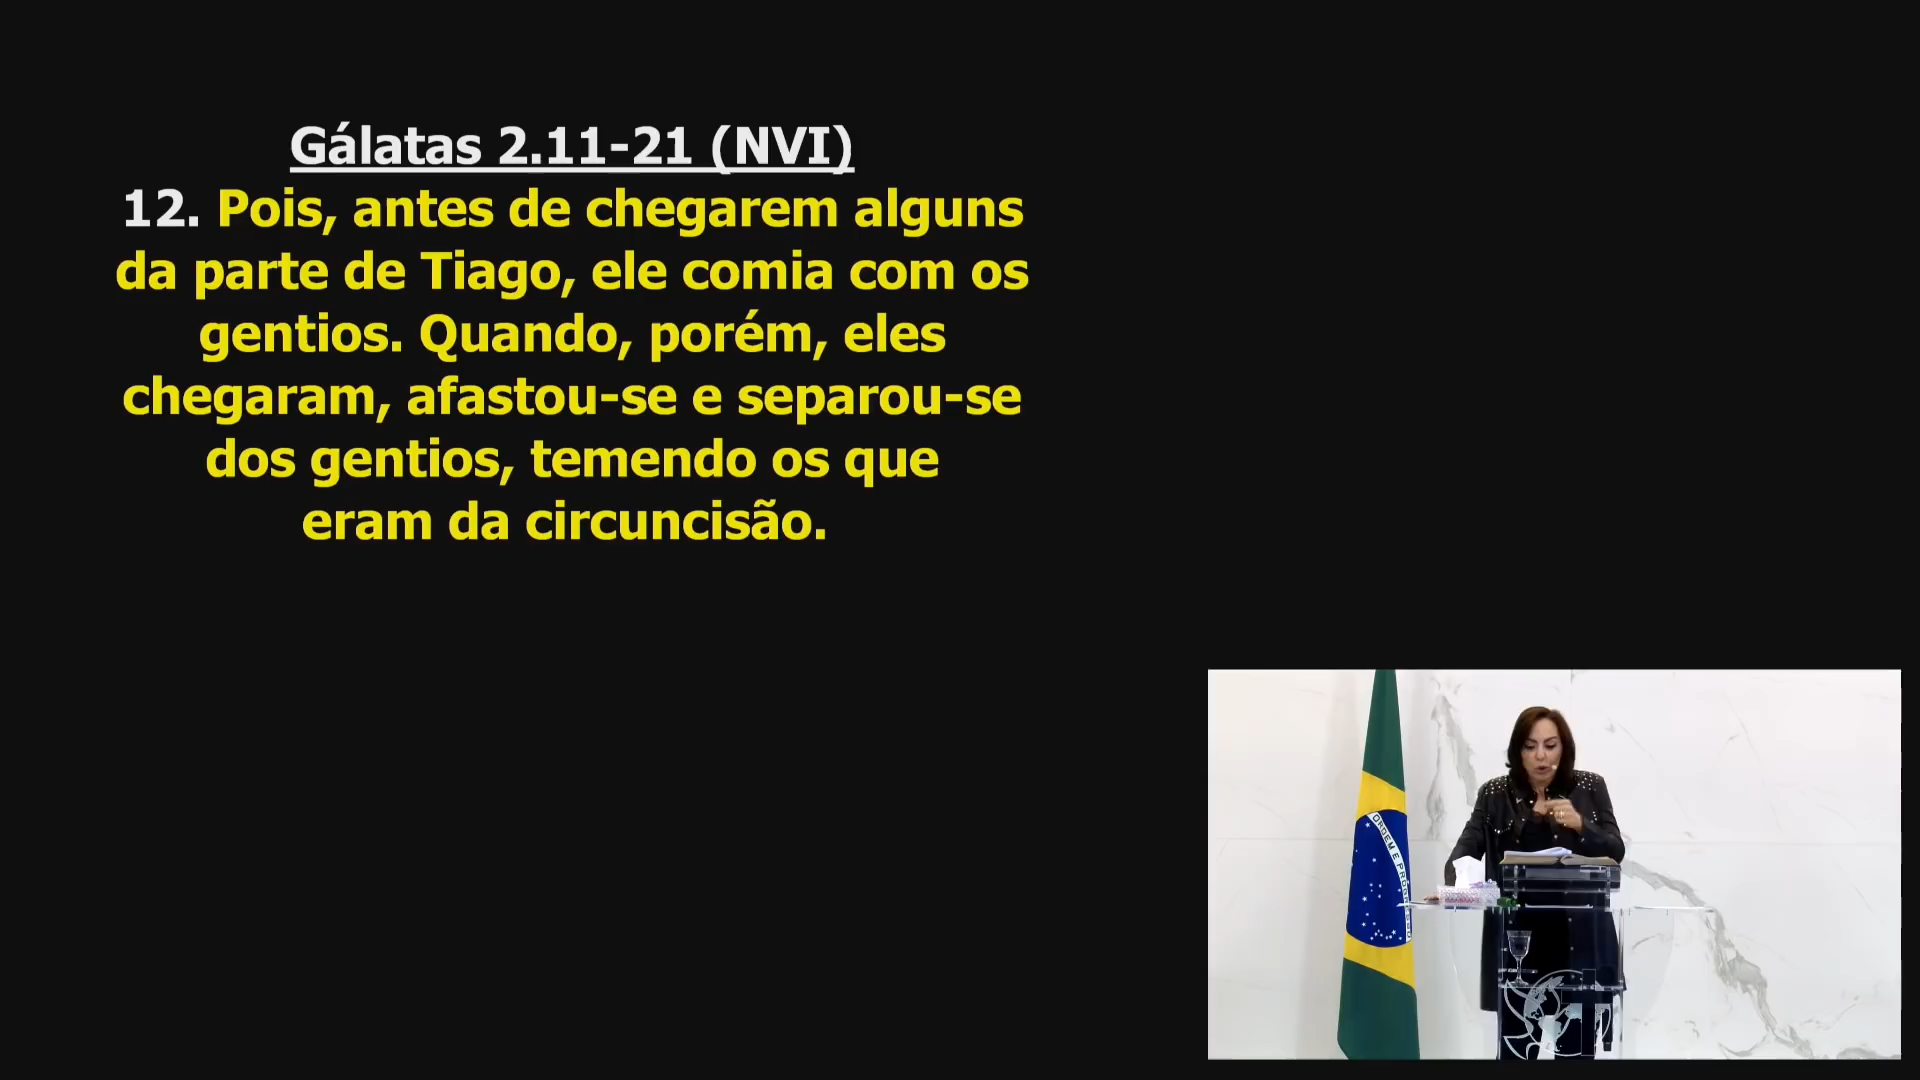 Gálatas 2.11-21 (NVI)
12. Pois, antes de chegarem alguns
da parte de Tiago, ele comia com os
gentios. Quando, porém, eles
chegaram, afastou-se e separou-se
dos gentios, temendo os que
eram da circuncisão.
ORDEM E